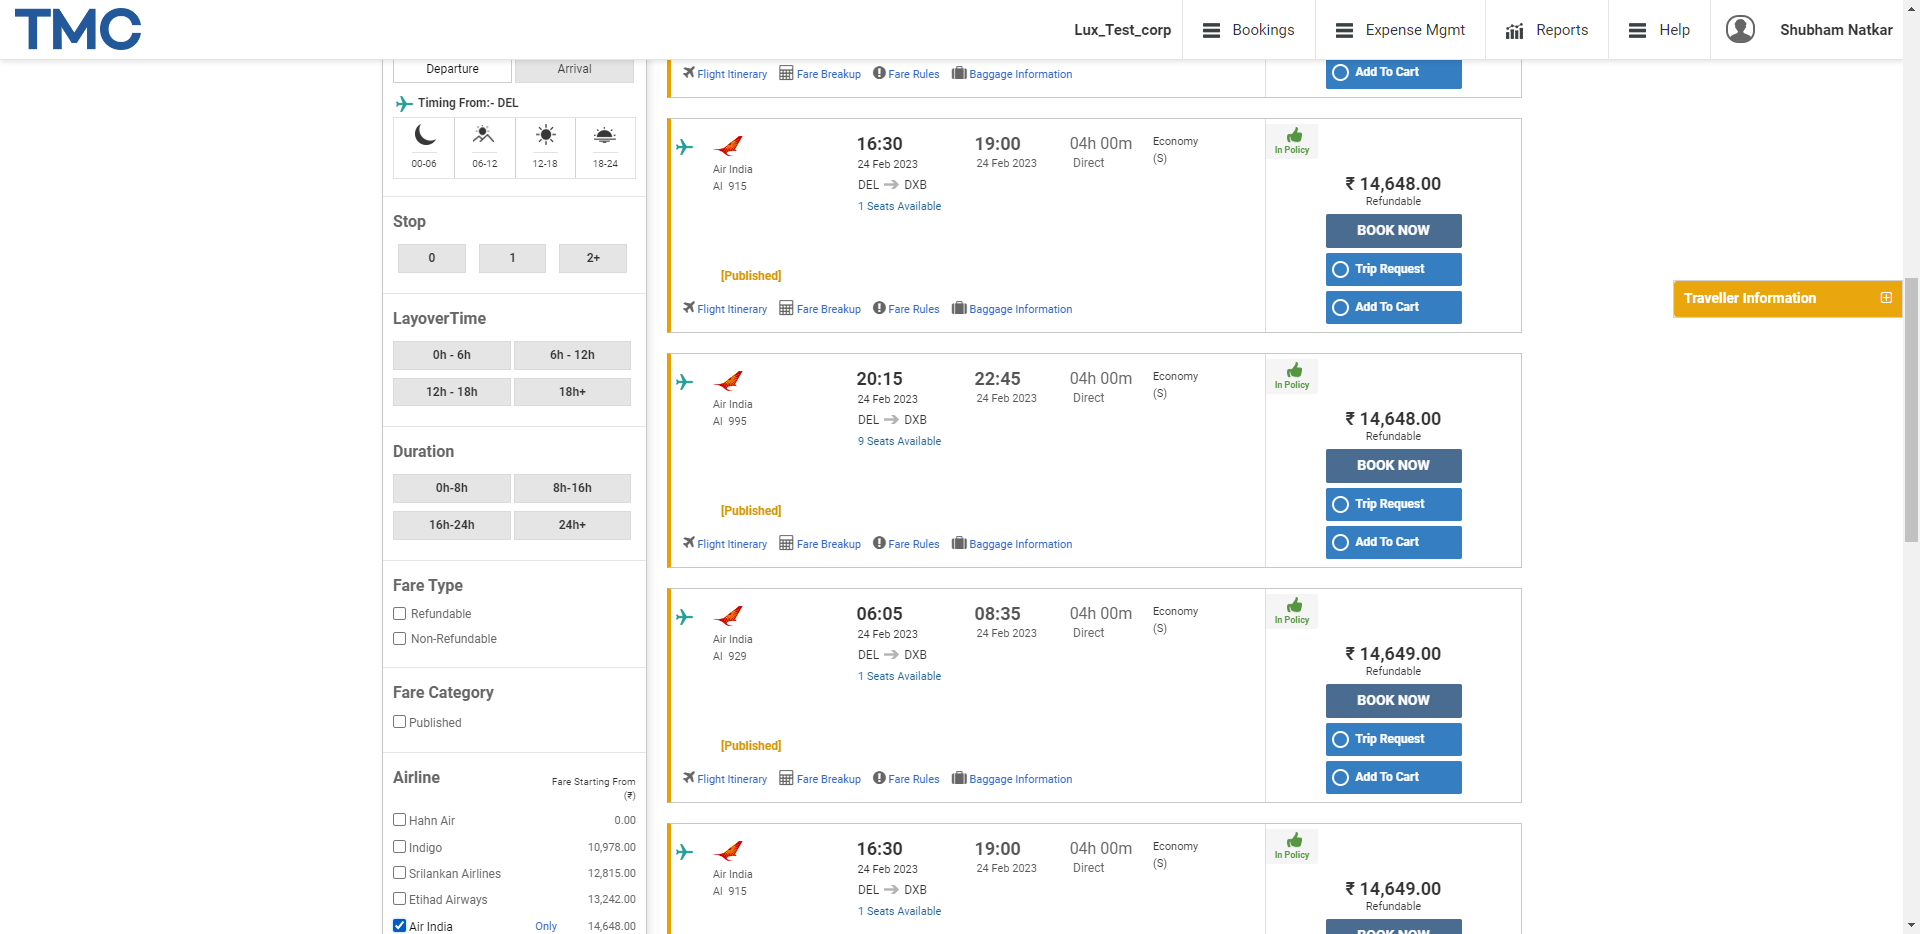 TMC
Lux_Test_corp
Bookings
Expense Mgmt
Reports
Help
Shubham Natkar
Departure
Arrival
Timing From:- DEL
00-06
06-12
12-18
18-24
Stop
0
1
2+
LayoverTime
0h - 6h
6h - 12h
12h - 18h
18h+
Duration
0h-8h
8h-16h
16h-24h
24h+
Fare Type
Refundable
Non-Refundable
Fare Category
Published
Airline
Fare Starting From
(₹)
Hahn Air 0.00
Indigo 10,978.00
Srilankan Airlines 12,815.00
Etihad Airways 13,242.00
Air India Only 14,648.00
Flight Itinerary Fare Breakup Fare Rules Baggage Information
Add To Cart
16:30 19:00 04h 00m Economy
24 Feb 2023 24 Feb 2023 Direct (S)
Air India
AI 915
DEL DXB
1 Seats Available
[Published]
Flight Itinerary Fare Breakup Fare Rules Baggage Information
In Policy
₹ 14,648.00
Refundable
BOOK NOW
Trip Request
Add To Cart
20:15 22:45 04h 00m Economy
24 Feb 2023 24 Feb 2023 Direct (S)
Air India
AI 995
DEL DXB
9 Seats Available
[Published]
Flight Itinerary Fare Breakup Fare Rules Baggage Information
In Policy
₹ 14,648.00
Refundable
BOOK NOW
Trip Request
Add To Cart
06:05 08:35 04h 00m Economy
24 Feb 2023 24 Feb 2023 Direct (S)
Air India
AI 929
DEL DXB
1 Seats Available
[Published]
Flight Itinerary Fare Breakup Fare Rules Baggage Information
In Policy
₹ 14,649.00
Refundable
BOOK NOW
Trip Request
Add To Cart
16:30 19:00 04h 00m Economy
24 Feb 2023 24 Feb 2023 Direct (S)
Air India
AI 915
DEL DXB
1 Seats Available
In Policy
₹ 14,649.00
Refundable
BOOK NOW
Traveller Information